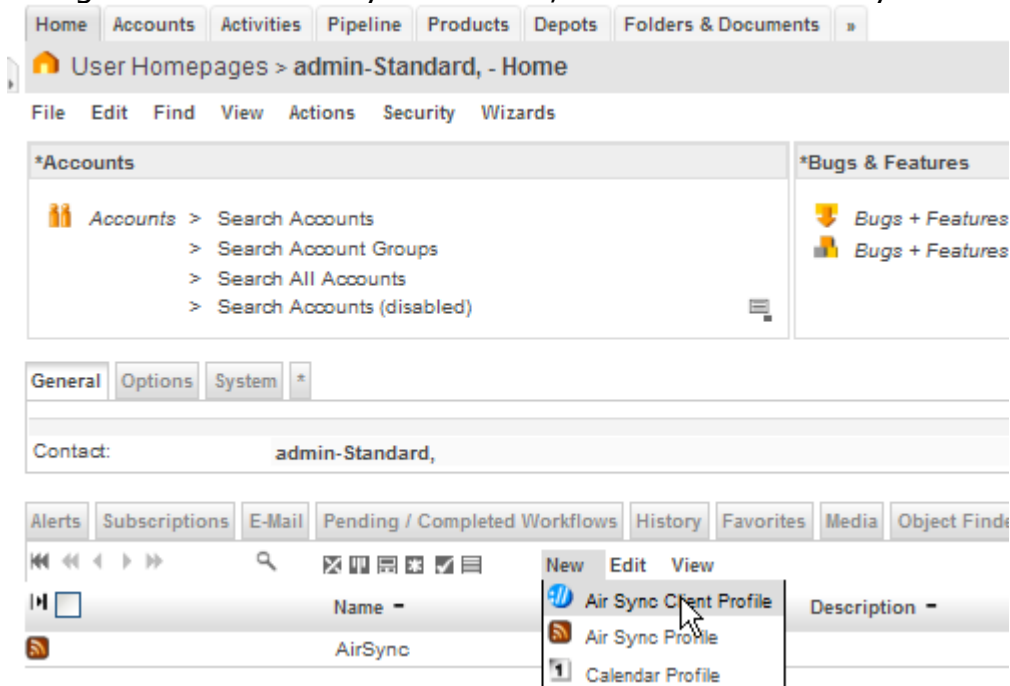 Home Accounts Activities Pipeline Products Depots Folders & Documents »
User Homepages > admin-Standard, - Home
File Edit Find View Actions Security Wizards
*Accounts *Bugs & Features
Accounts > Search Accounts Bugs + Features
> Search Account Groups Bugs + Features
> Search All Accounts
> Search Accounts (disabled)
General Options System *
Contact: admin-Standard,
Alerts Subscriptions E-Mail Pending / Completed Workflows History Favorites Media Object Finde
New Edit View
Name Air Sync Client Profile Description
AirSync Air Sync Profile
Calendar Profile